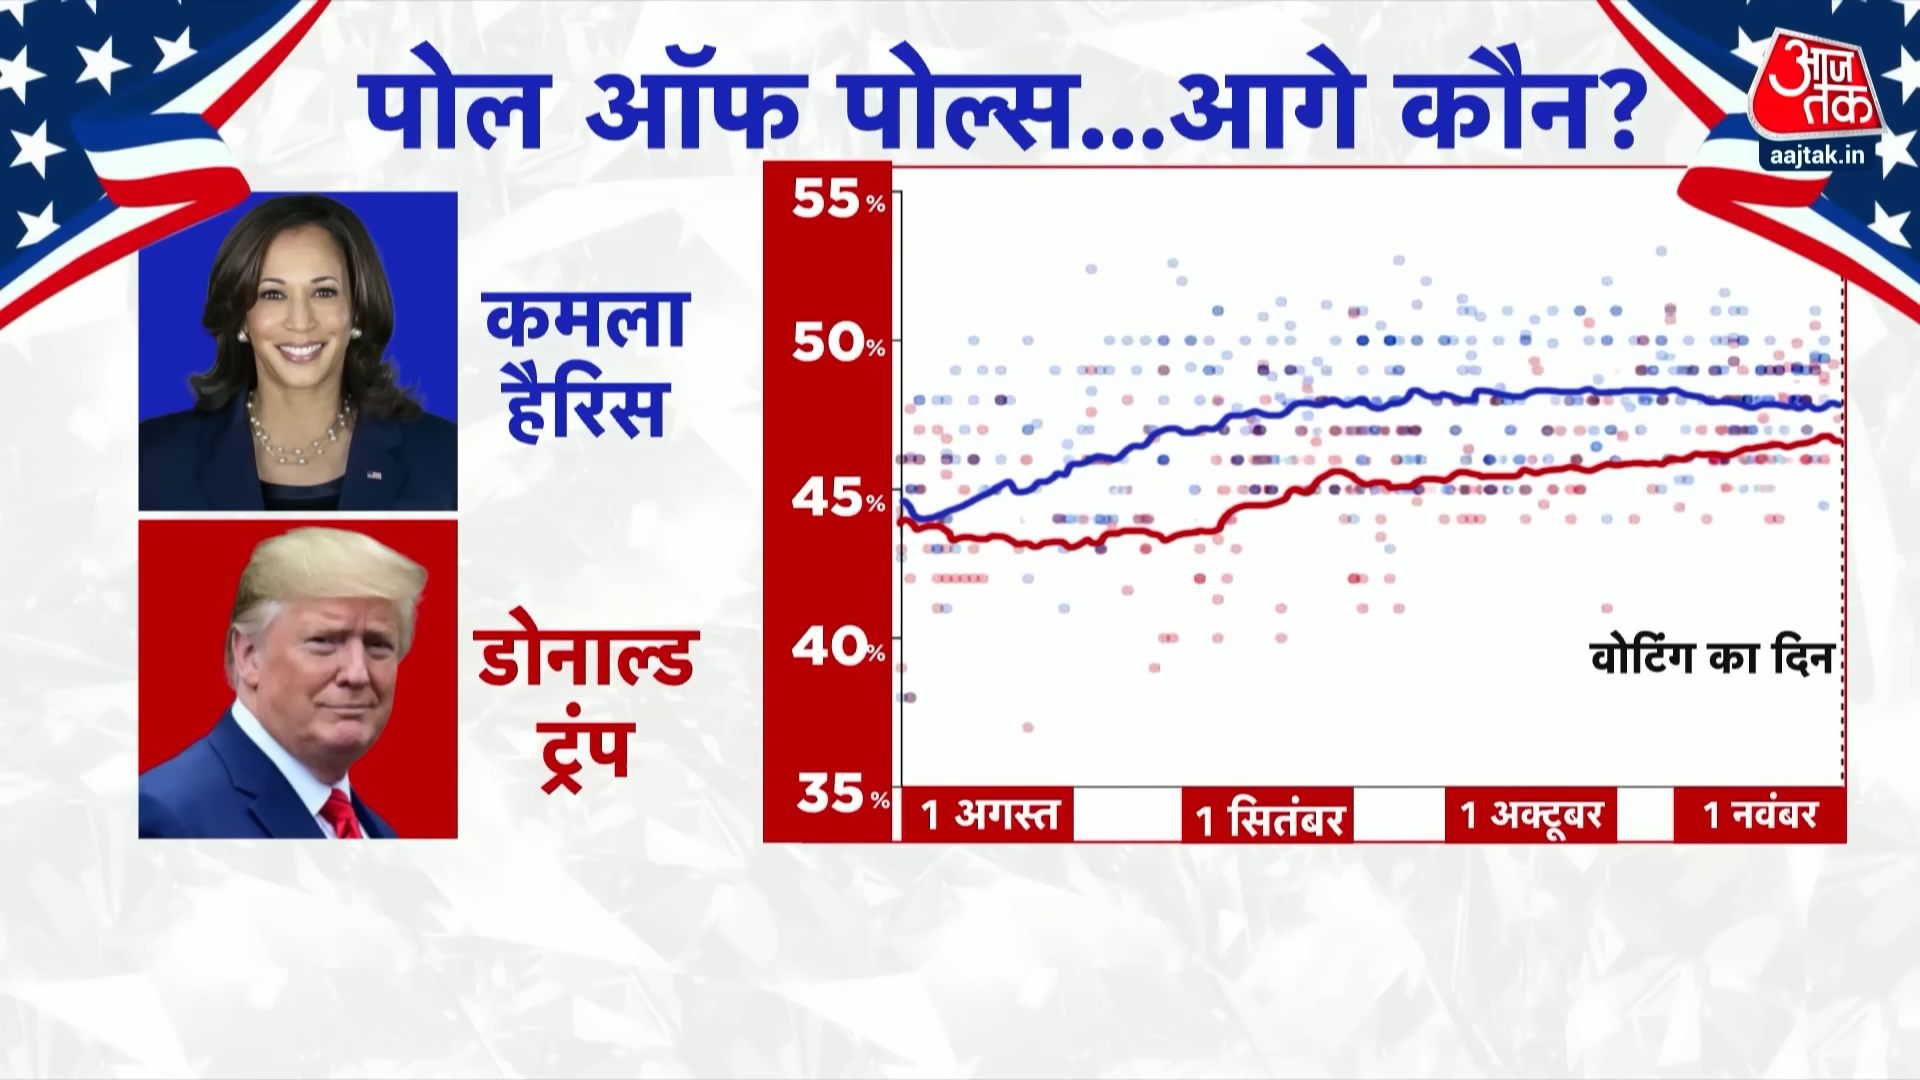 पोल ऑफ पोल्स...आगे कौन?
आज
तक
aajtak.in
कमला
हैरिस
डोनाल्ड
ट्रंप
55%
50%
45%
40%
35%
वोटिंग का दिन
1 अगस्त
1 सितंबर
1 अक्टूबर
1 नवंबर